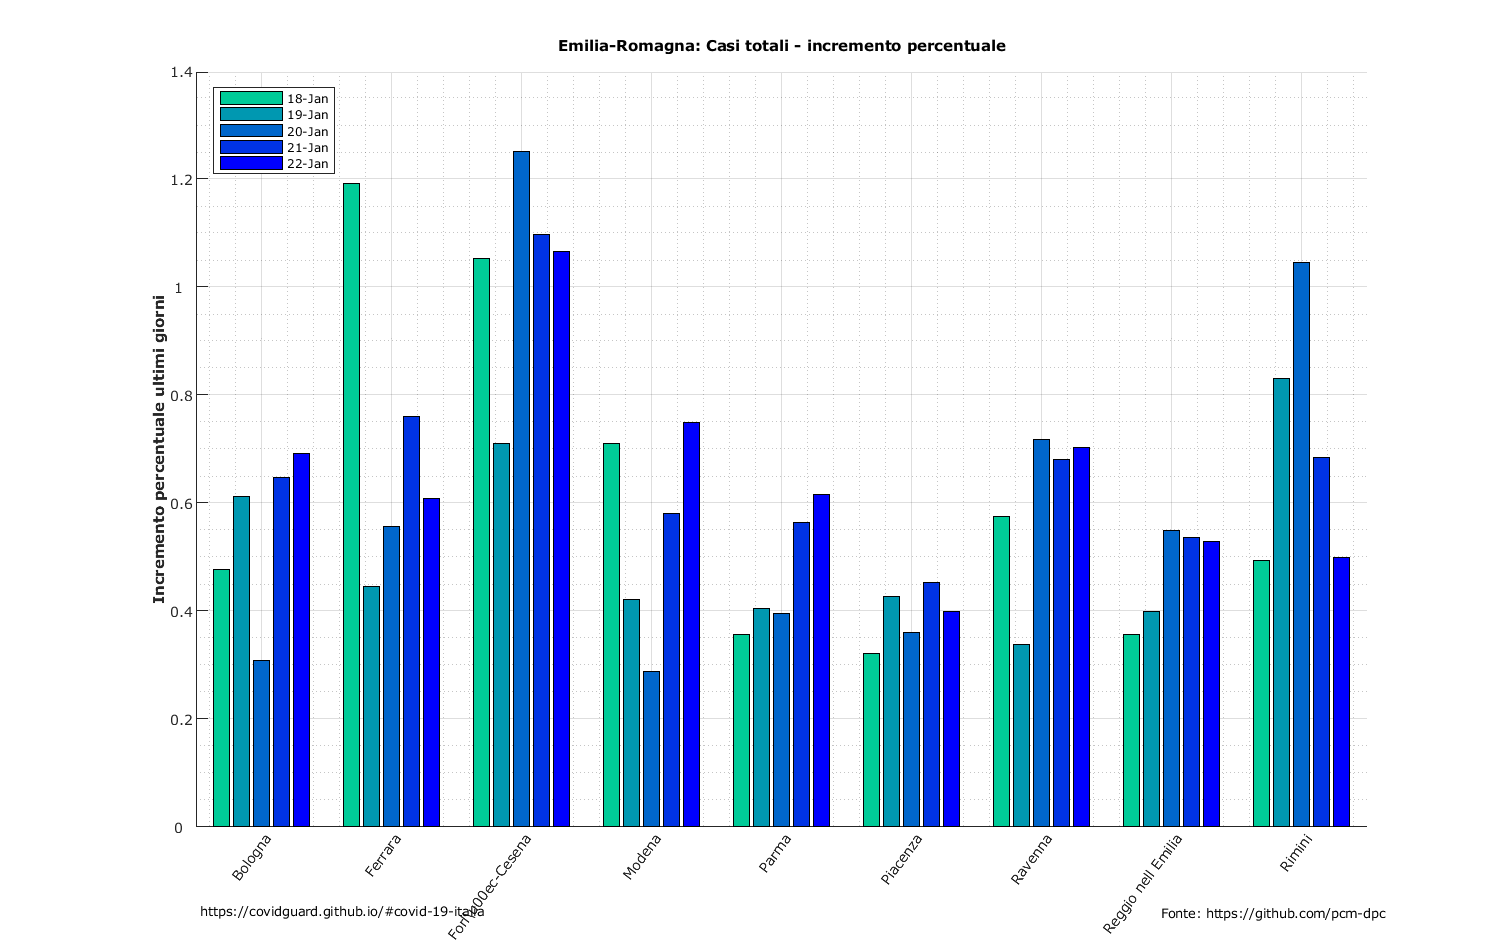 Emilia-Romagna: Casi totali - incremento percentuale
1.4
1.2
1
0.8
0.6
0.4
0.2
0
Incremento percentuale ultimi giorni
18-Jan
19-Jan
20-Jan
21-Jan
22-Jan
Bologna
Ferrara
Modena
Parma
Piacenza
Ravenna
Reggio nell Emilia
Rimini
https://covidguard.github.io/#covid-19-italia
Fonte: https://github.com/pcm-dpc